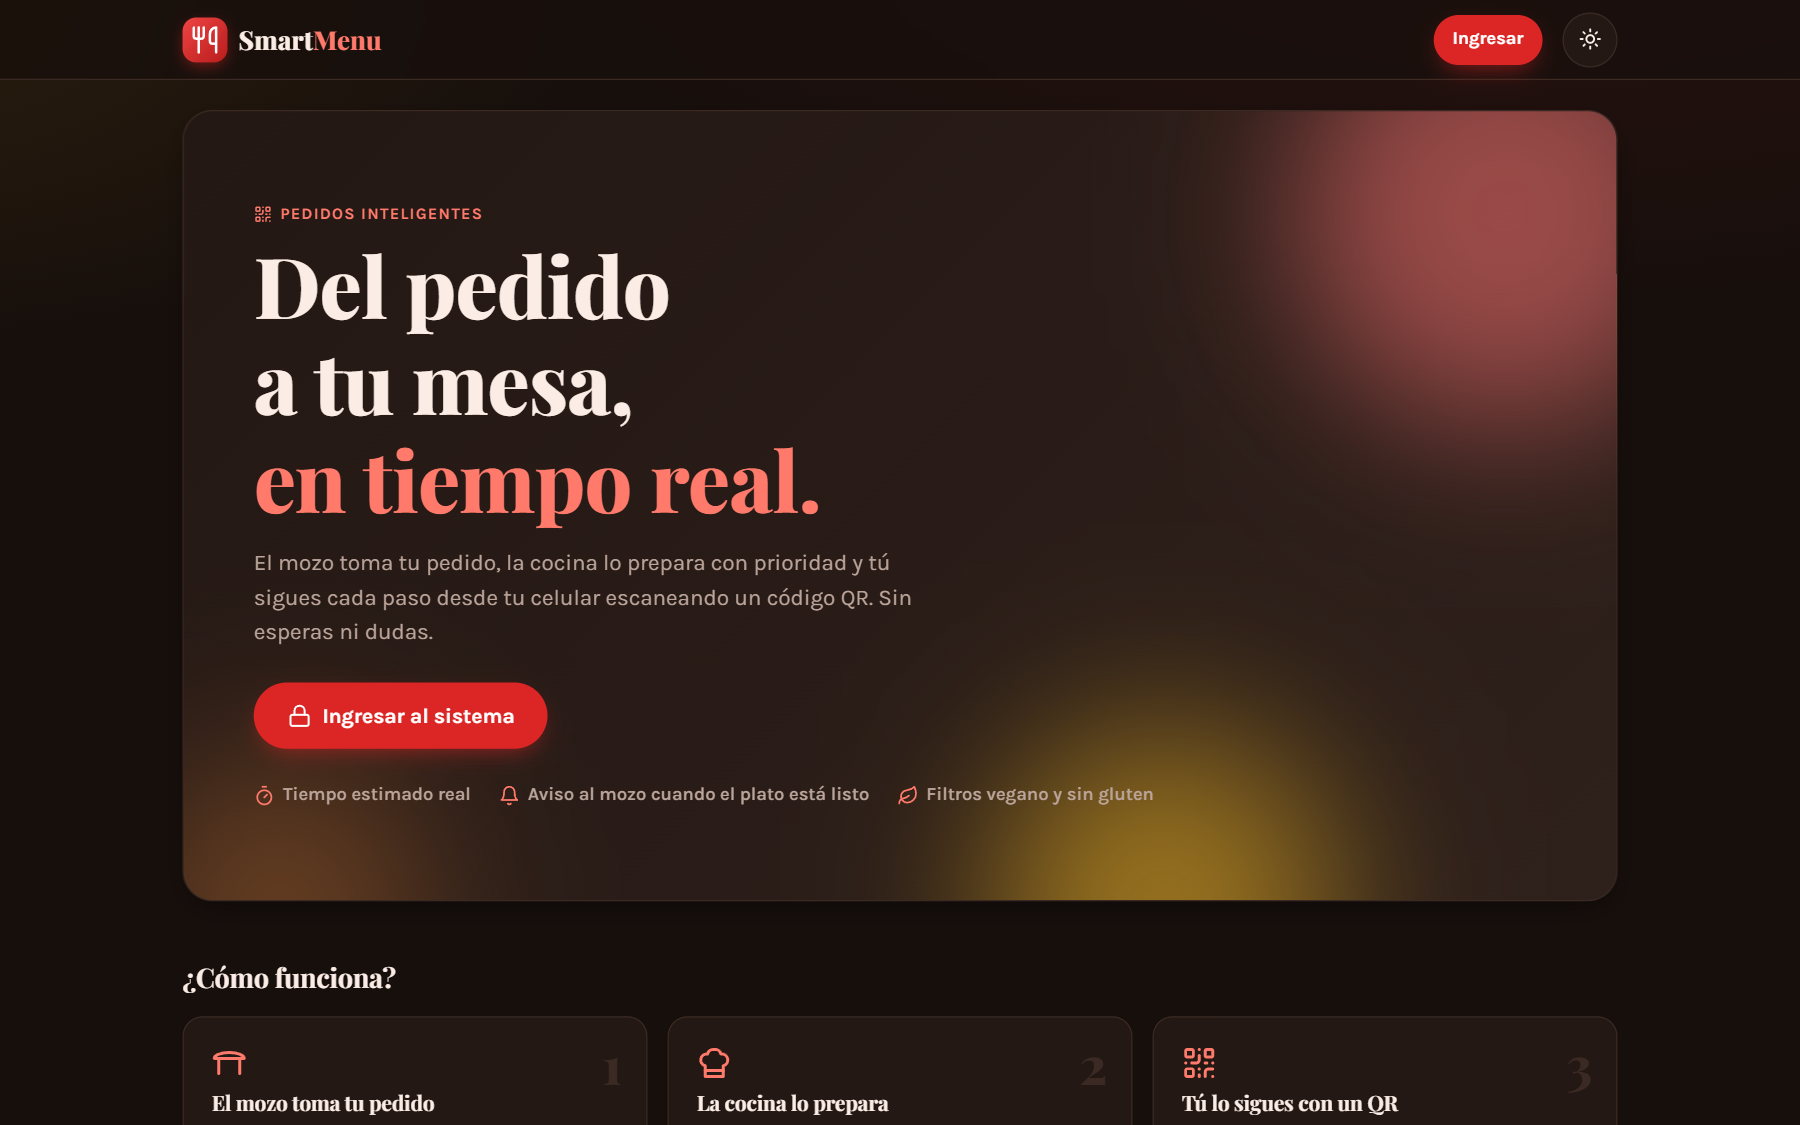 SmartMenu
Ingresar
PEDIDOS INTELIGENTES
Del pedido
a tu mesa,
en tiempo real.
El mozo toma tu pedido, la cocina lo prepara con prioridad y tú
sigues cada paso desde tu celular escaneando un código QR. Sin
esperas ni dudas.
Ingresar al sistema
Tiempo estimado real
Aviso al mozo cuando el plato está listo
Filtros vegano y sin gluten
¿Cómo funciona?
1
El mozo toma tu pedido
2
La cocina lo prepara
3
Tú lo sigues con un QR